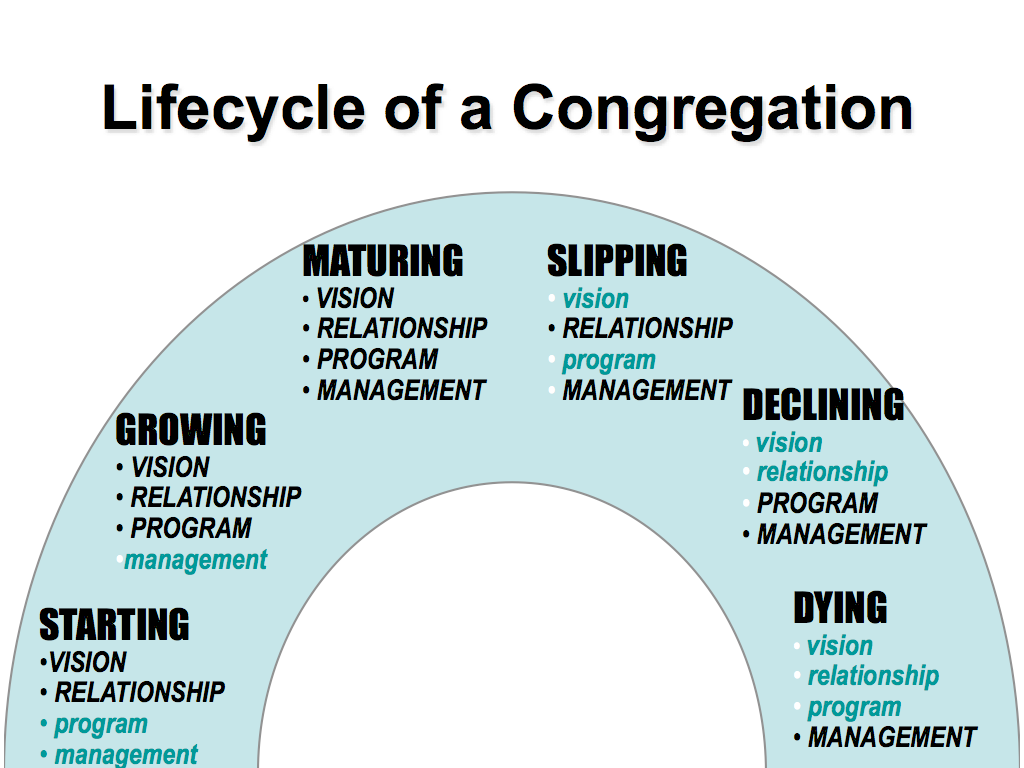 Lifecycle of a Congregation
MATURING
• VISION
• RELATIONSHIP
• PROGRAM
• MANAGEMENT
SLIPPING
• vision
• RELATIONSHIP
• program
• MANAGEMENT
GROWING
• VISION
• RELATIONSHIP
• PROGRAM
•management
DECLINING
• vision
• relationship
• PROGRAM
• MANAGEMENT
STARTING
•VISION
• RELATIONSHIP
• program
• management
DYING
• vision
• relationship
• program
• MANAGEMENT